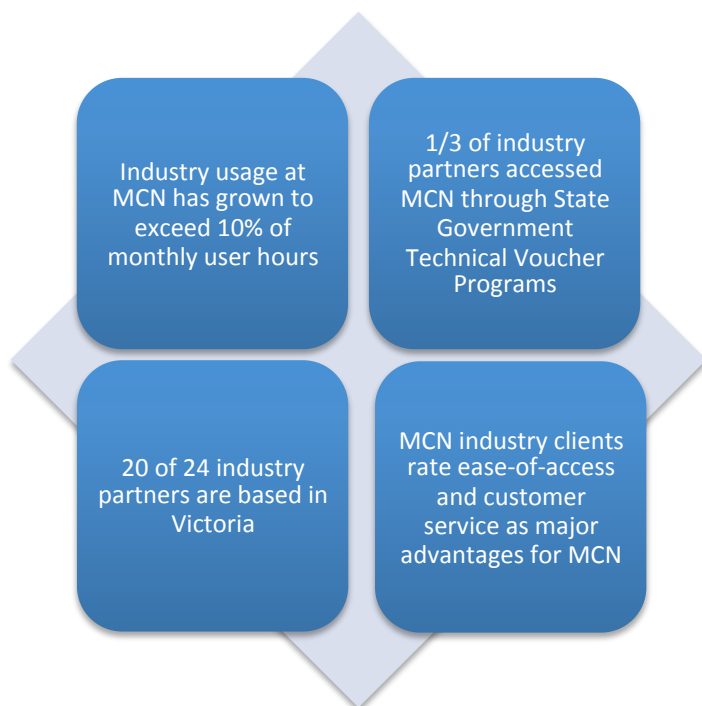 Industry usage at
MCN has grown to
exceed 10% of
monthly user hours
1/3 of industry
partners accessed
MCN through State
Government
Technical Voucher
Programs
20 of 24 industry
partners are based in
Victoria
MCN industry clients
rate ease-of-access
and customer
service as major
advantages for MCN